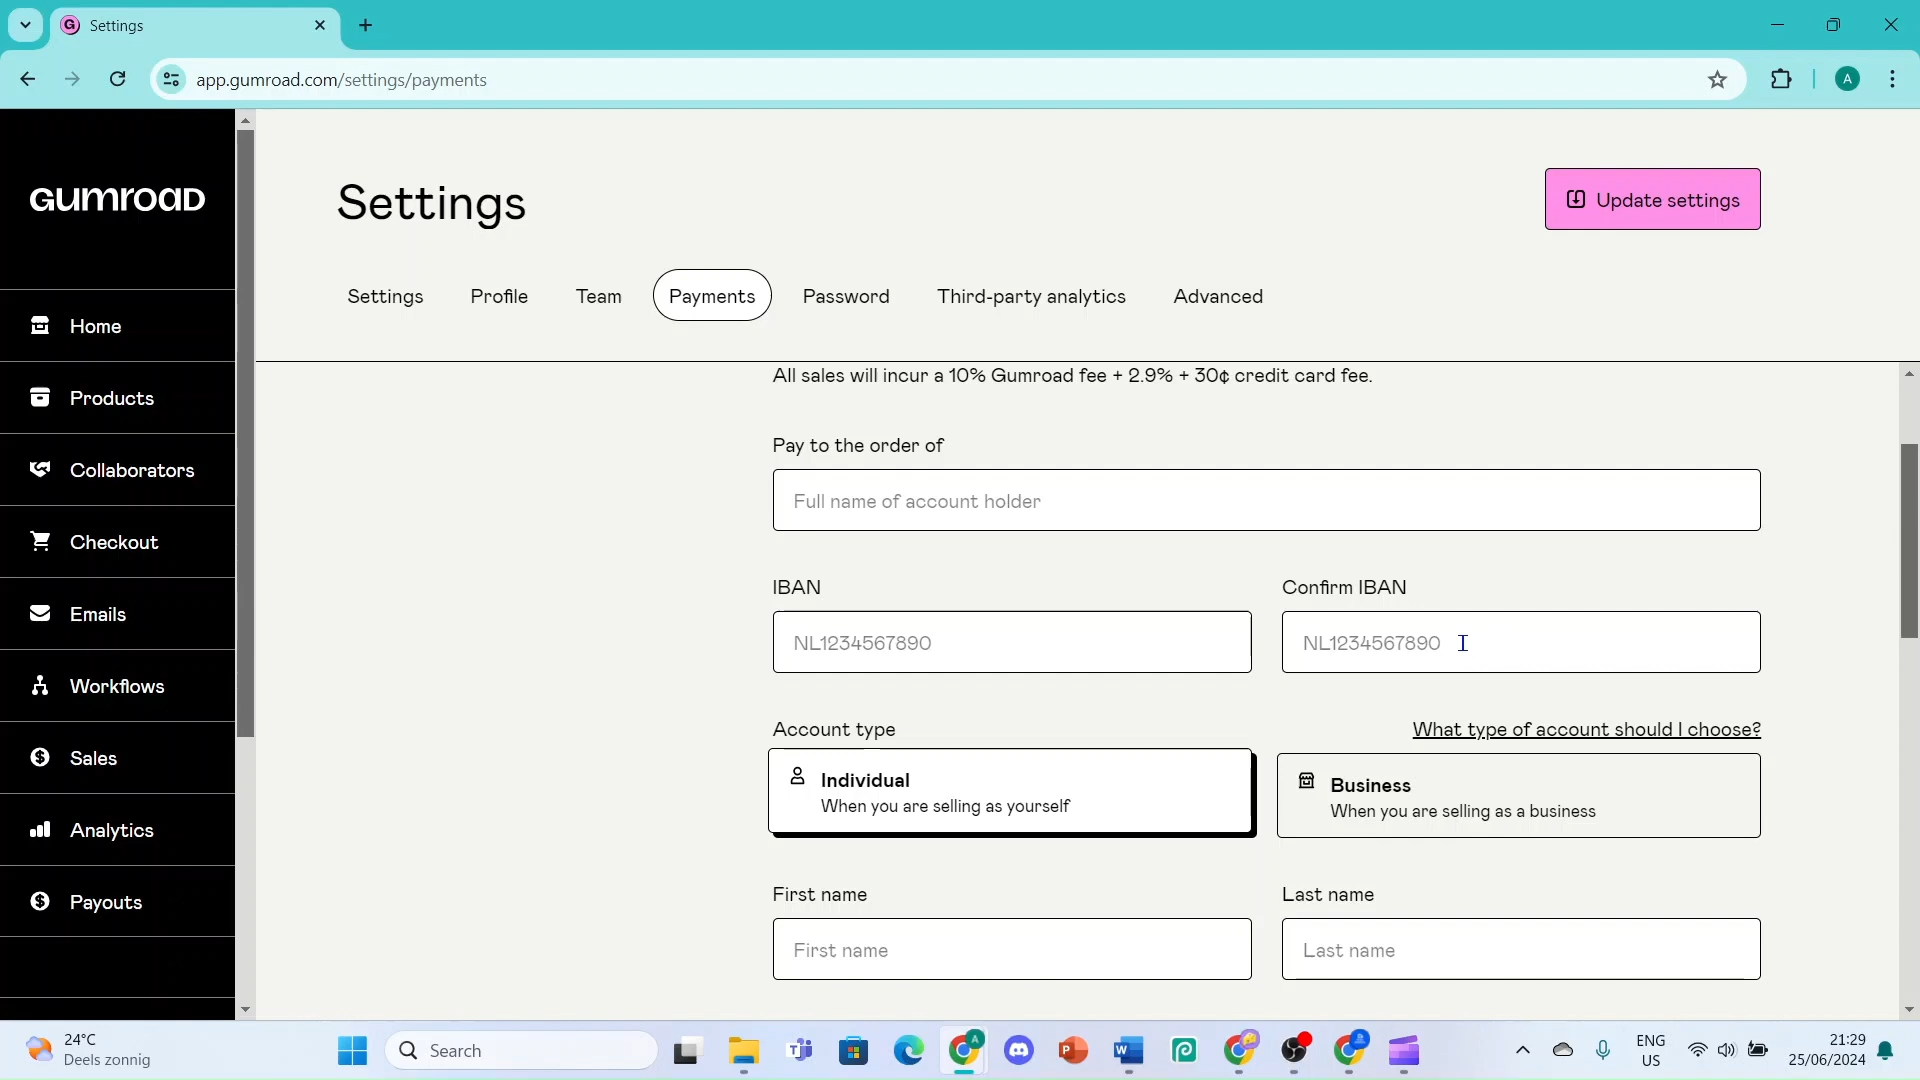 Settings
app.gumroad.com/settings/payments
A
GUMROAD
Home
Products
Collaborators
Checkout
Emails
Workflows
Sales
Analytics
Payouts
Settings
Update settings
Settings
Profile
Team
Payments
Password
Third-party analytics
Advanced
All sales will incur a 10% Gumroad fee + 2.9% + 30¢ credit card fee.
Pay to the order of
Full name of account holder
IBAN
Confirm IBAN
NL1234567890
NL1234567890
Account type
What type of account should I choose?
Individual
When you are selling as yourself
Business
When you are selling as a business
First name
Last name
First name
Last name
24°C
Deels zonnig
Search
ENG
US
21:29
25/06/2024